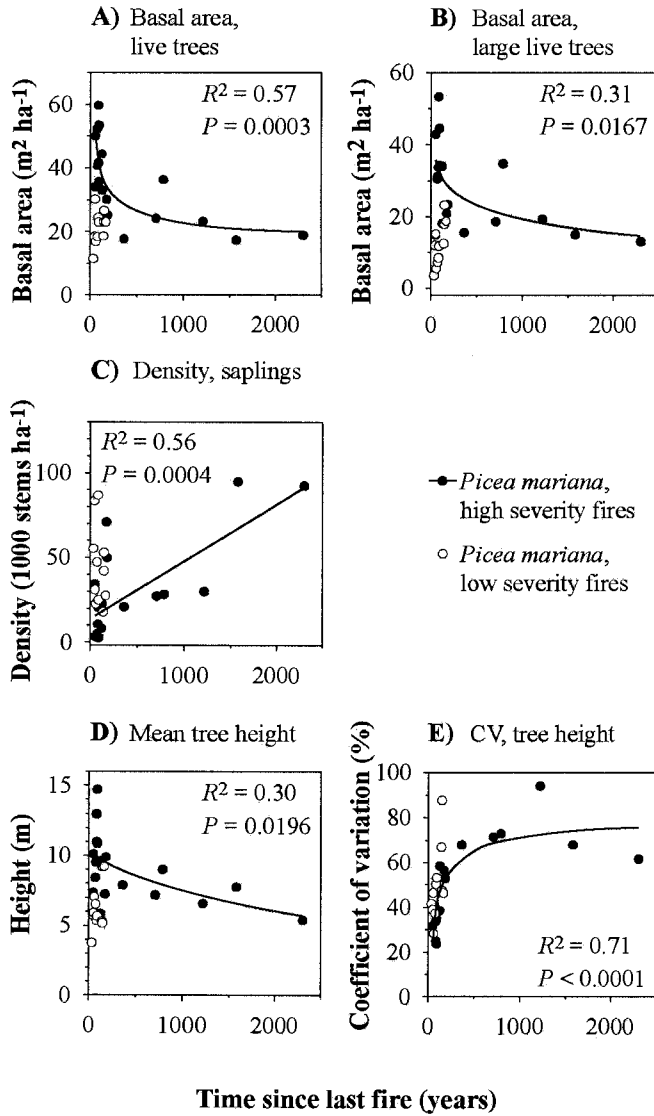 A) Basal area,
live trees
Basal area (m² ha⁻¹)
60
40
20
0
R² = 0.57
P = 0.0003
0 1000 2000
B) Basal area,
large live trees
Basal area (m² ha⁻¹)
60
40
20
0
R² = 0.31
P = 0.0167
0 1000 2000
C) Density, saplings
Density (1000 stems ha⁻¹)
100
50
0
R² = 0.56
P = 0.0004
0 1000 2000
Picea mariana,
high severity fires
Picea mariana,
low severity fires
D) Mean tree height
Height (m)
15
10
5
0
R² = 0.30
P = 0.0196
0 1000 2000
E) CV, tree height
Coefficient of variation (%)
100
80
60
40
20
0
R² = 0.71
P < 0.0001
0 1000 2000
Time since last fire (years)